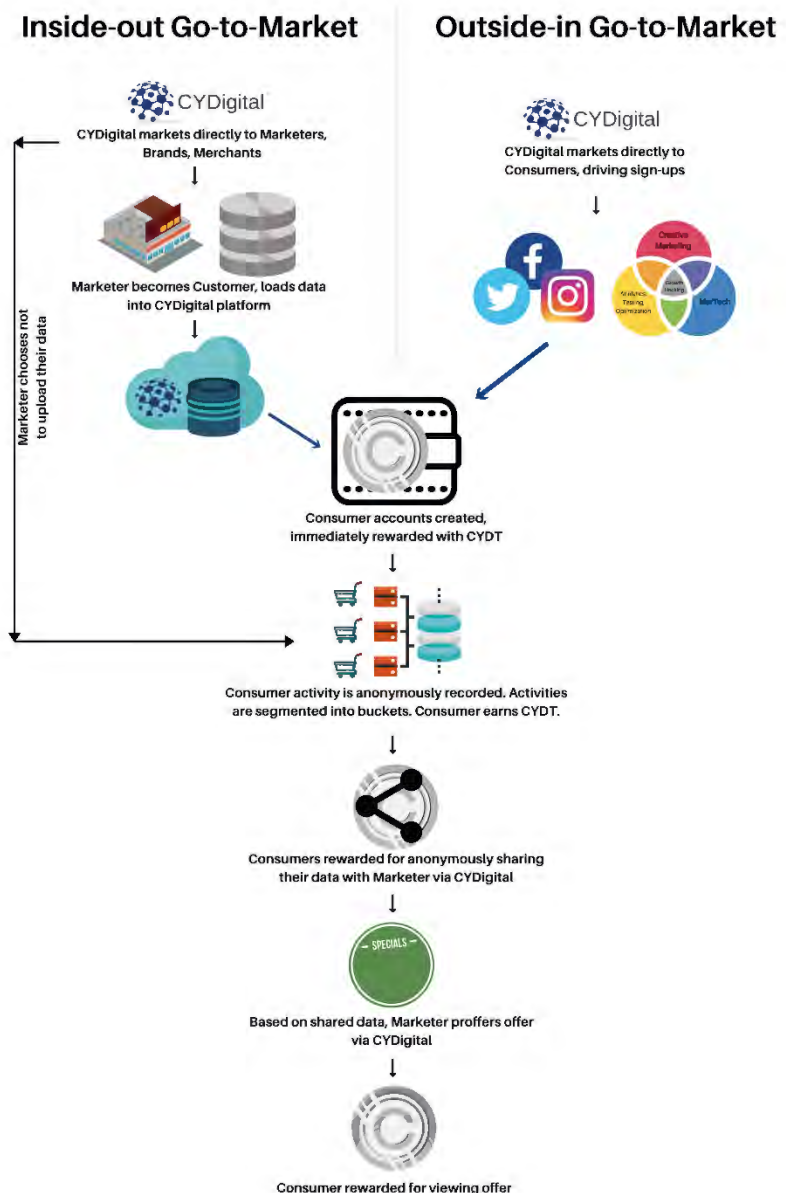 Inside-out Go-to-Market
CYDigital
CYDigital markets directly to Marketers,
Brands, Merchants
Marketer becomes Customer, loads data
into CYDigital platform
Marketer chooses not
to upload their data
Outside-in Go-to-Market
CYDigital
CYDigital markets directly to
Consumers, driving sign-ups
Creative
Marketing
Growth
Hacking
Analytics
Testing
Optimization
MarTech
Consumer accounts created,
immediately rewarded with CYDT
Consumer activity is anonymously recorded. Activities
are segmented into buckets. Consumer earns CYDT.
Consumers rewarded for anonymously sharing
their data with Marketer via CYDigital
SPECIALS
Based on shared data, Marketer proffers offer
via CYDigital
Consumer rewarded for viewing offer